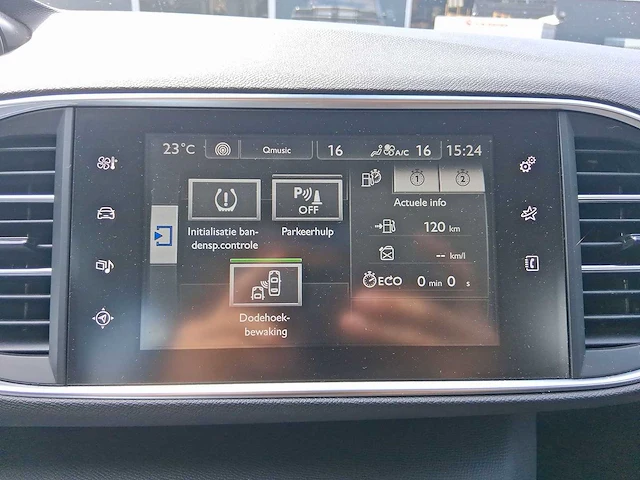 23°C Qmusic 16 A/C 16 15:24
1 2
Actuele info
P OFF
Initialisatie ban-
densp.controle
Parkeerhulp
120 km
-- km/l
ECO 0 min 0 s
Dodehoek-
bewaking